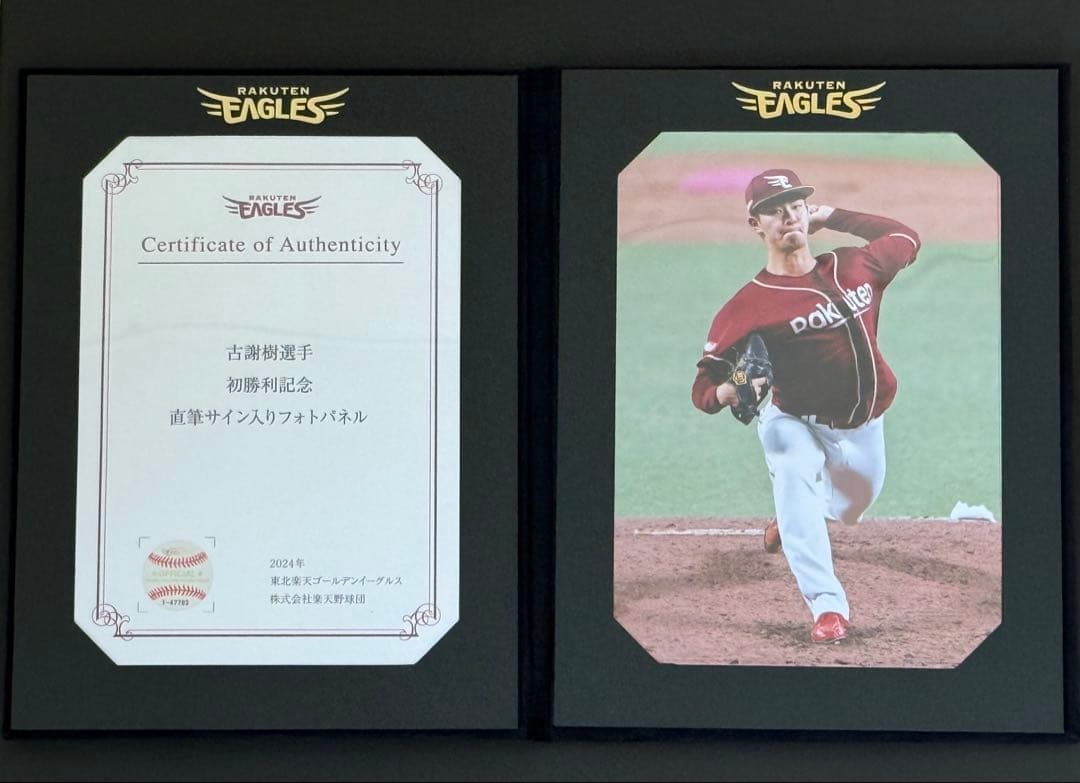 RAKUTEN
EAGLES
RAKUTEN
EAGLES
Certificate of Authenticity
古謝樹選手
初勝利記念
直筆サイン入りフォトパネル
OFFICIAL
1-47703
2024年
東北楽天ゴールデンイーグルス
株式会社楽天野球団
RAKUTEN
EAGLES
E
Rakuten